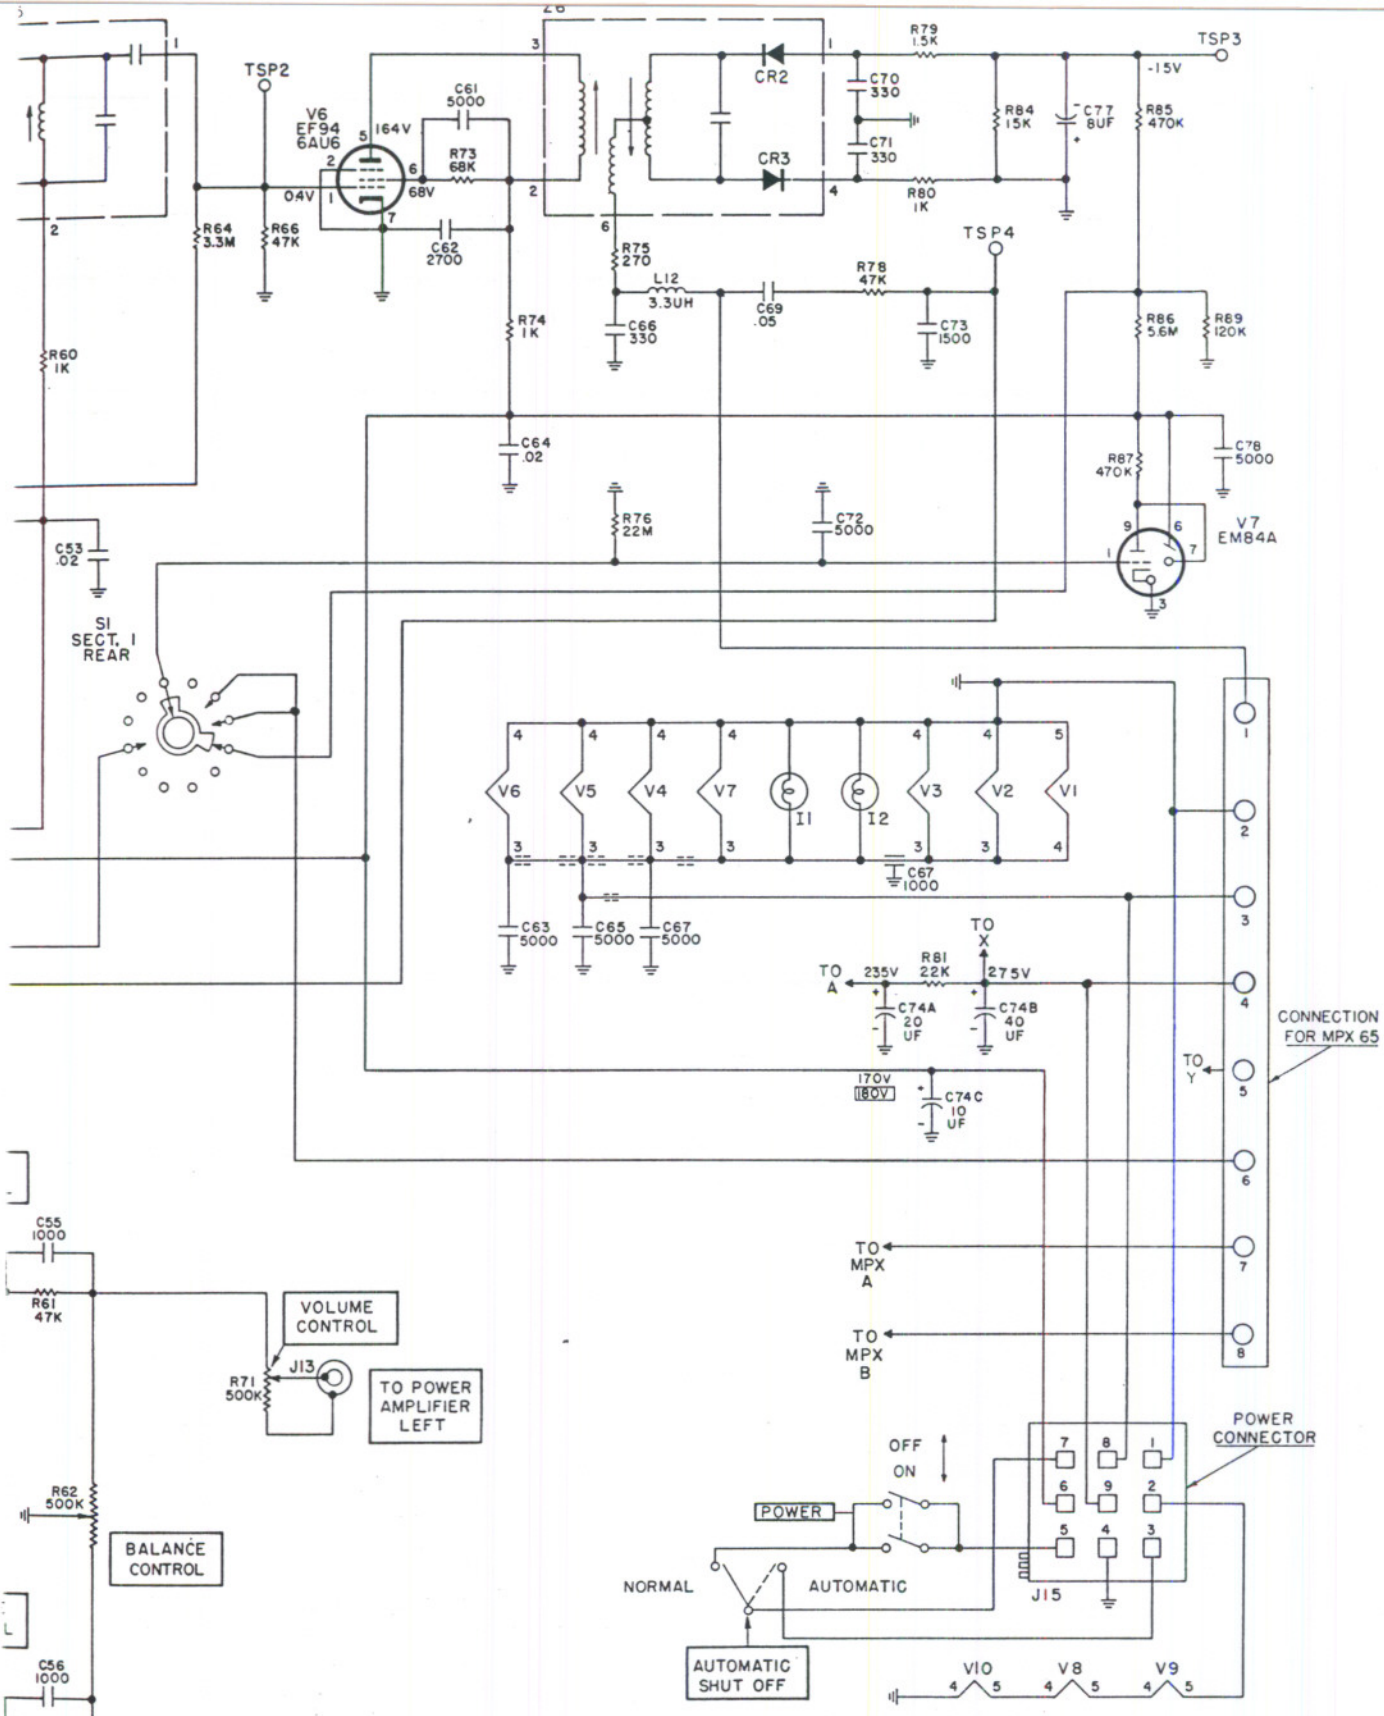 Z6
1
3
1
R79
1.5K
TSP3
TSP2
CR2
-15V
C70
330
C61
5000
V6
EF94
6AU6
5
164V
R84
15K
-
C77
8UF
+
R85
470K
2
R73
68K
6
C71
330
CR3
0.4V
1
68V
2
4
R80
1K
7
2
R64
3.3M
R66
47K
C62
2700
6
R75
270
TSP4
L12
3.3UH
R78
47K
C69
.05
R74
1K
C66
330
C73
1500
R86
5.6M
R89
120K
R60
1K
C64
.02
R87
470K
C78
5000
R76
22M
C72
5000
9
6
V7
EM84A
C53
.02
1
7
3
S1
SECT. 1
REAR
1
4
4
4
4
4
4
5
V6
V5
V4
V7
I1
I2
V3
V2
V1
2
3
3
3
3
3
3
4
C67
1000
3
C63
5000
C65
5000
C67
5000
TO
X
TO
A
235V
R81
22K
275V
4
+
C74A
20
UF
-
+
C74B
40
UF
-
CONNECTION
FOR MPX 65
TO
Y
5
170V
180V
+
C74C
10
UF
-
6
C55
1000
TO
MPX
A
7
R61
47K
VOLUME
CONTROL
TO
MPX
B
8
J13
R71
500K
TO POWER
AMPLIFIER
LEFT
POWER
CONNECTOR
OFF
ON
7
8
1
R62
500K
6
9
2
POWER
BALANCE
CONTROL
5
4
3
NORMAL
AUTOMATIC
J15
L
C56
1000
AUTOMATIC
SHUT OFF
V10
V8
V9
4
5
4
5
4
5